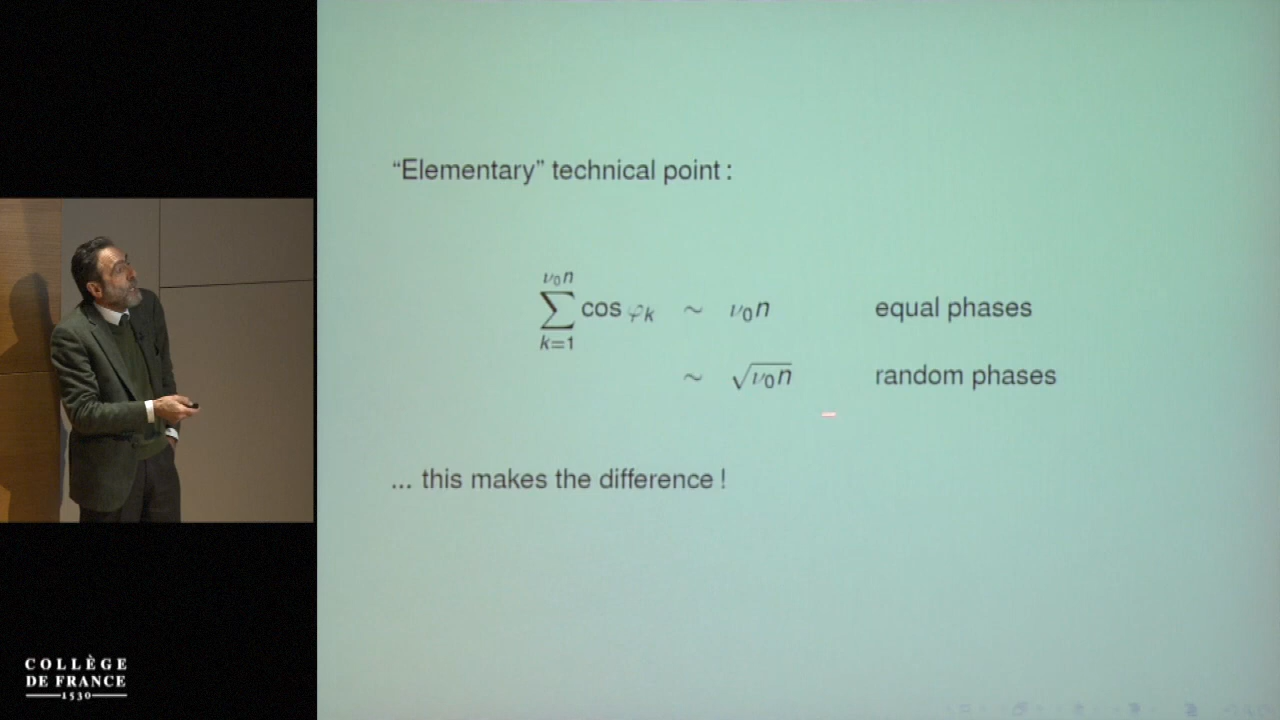 “Elementary” technical point :
ν₀n
∑ cos φₖ ∼ ν₀n equal phases
k=1
∼ √ν₀n random phases
... this makes the difference !
COLLÈGE
DE FRANCE
1530